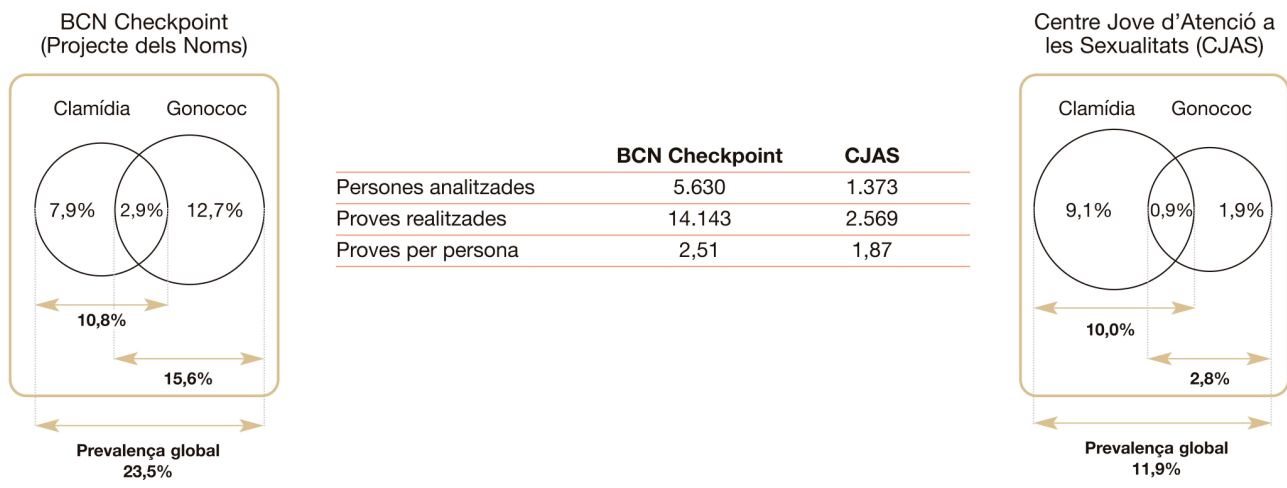 BCN Checkpoint
(Projecte dels Noms)
Clamídia Gonococ
7,9% 2,9% 12,7%
10,8%
15,6%
Prevalença global
23,5%
BCN Checkpoint CJAS
Persones analitzades 5.630 1.373
Proves realitzades 14.143 2.569
Proves per persona 2,51 1,87
Centre Jove d’Atenció a
les Sexualitats (CJAS)
Clamídia Gonococ
9,1% 0,9% 1,9%
10,0%
2,8%
Prevalença global
11,9%